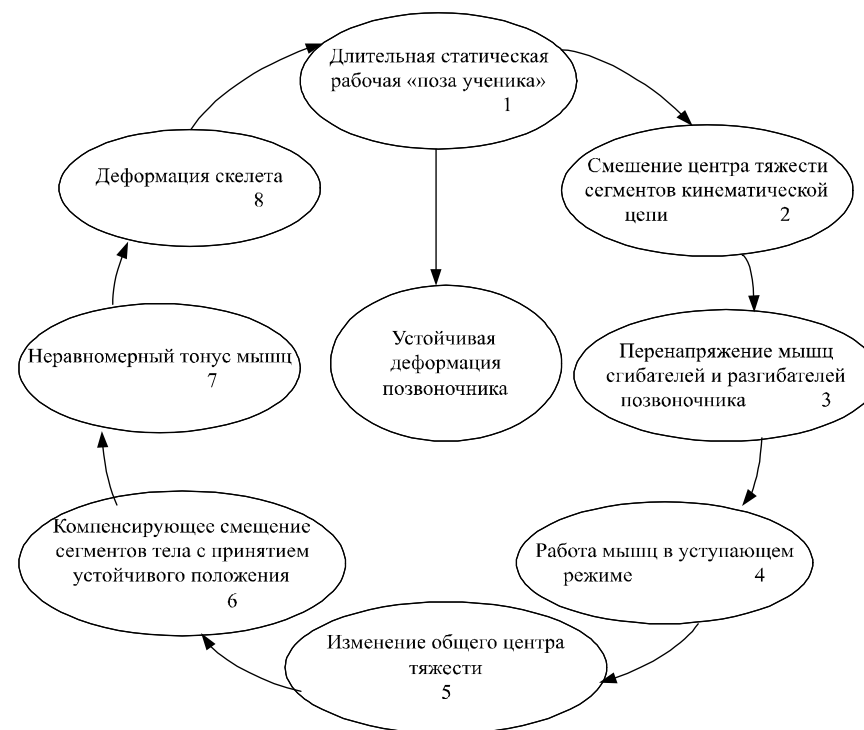 Длительная статическая
рабочая «поза ученика»
1
Смешение центра тяжести
сегментов кинематической
цепи 2
Перенапряжение мышц
сгибателей и разгибателей
позвоночника 3
Работа мышц в уступающем
режиме 4
Изменение общего центра
тяжести
5
Компенсирующее смещение
сегментов тела с принятием
устойчивого положения
6
Неравномерный тонус мышц
7
Деформация скелета
8
Устойчивая
деформация
позвоночника